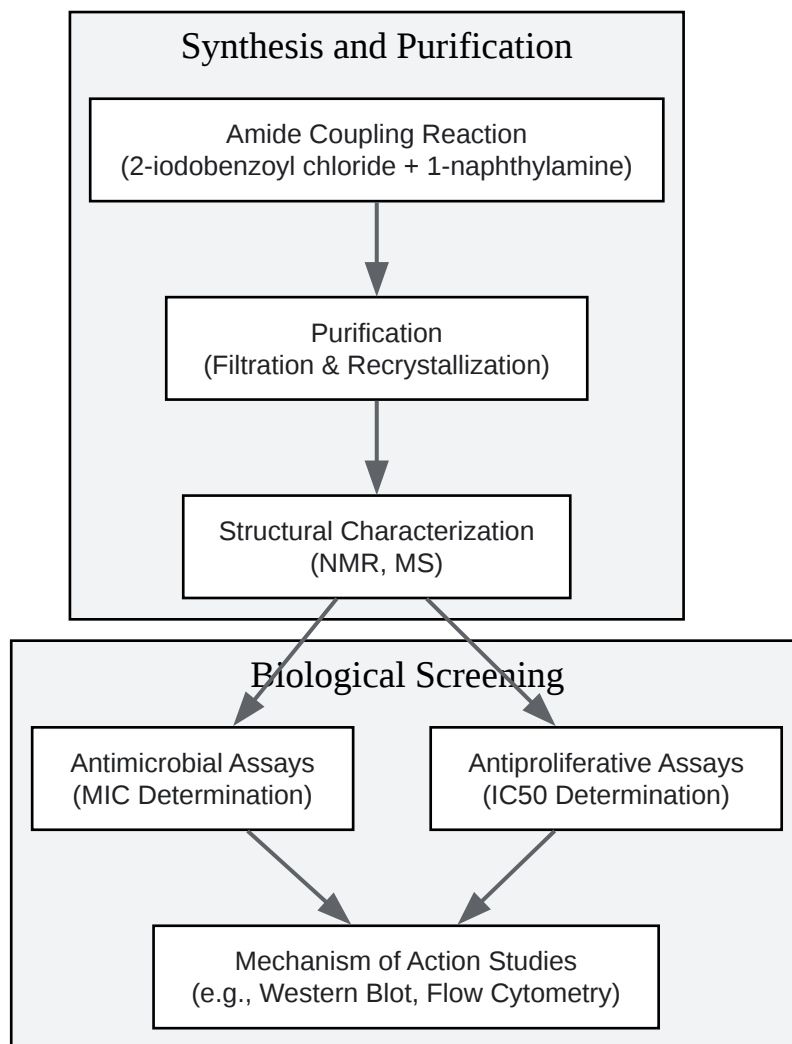 Synthesis and Purification
Amide Coupling Reaction
(2-iodobenzoyl chloride + 1-naphthylamine)
Purification
(Filtration & Recrystallization)
Structural Characterization
(NMR, MS)
Biological Screening
Antimicrobial Assays
(MIC Determination)
Antiproliferative Assays
(IC50 Determination)
Mechanism of Action Studies
(e.g., Western Blot, Flow Cytometry)